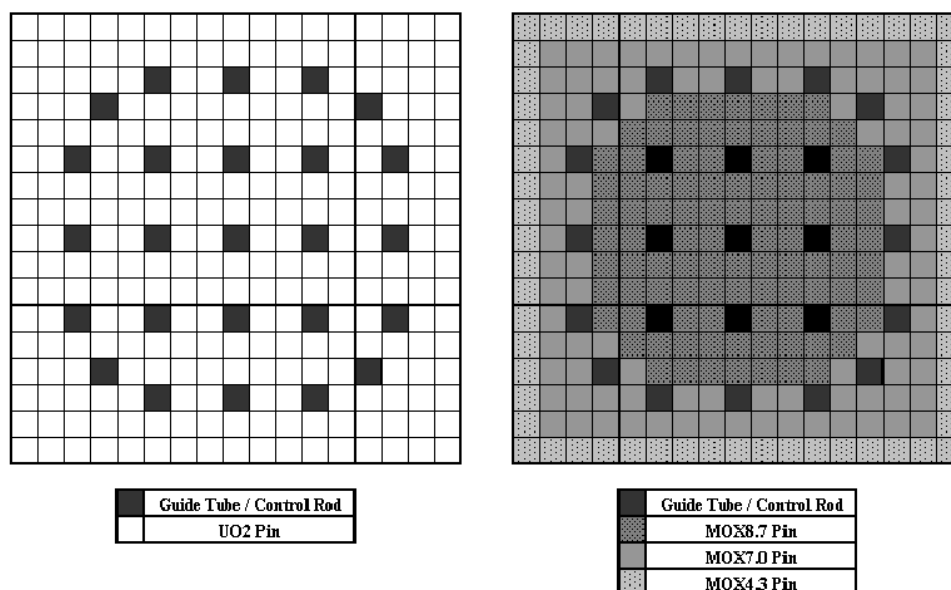 Guide Tube / Control Rod
UO2 Pin
Guide Tube / Control Rod
MOX8.7 Pin
MOX7.0 Pin
MOX4.3 Pin